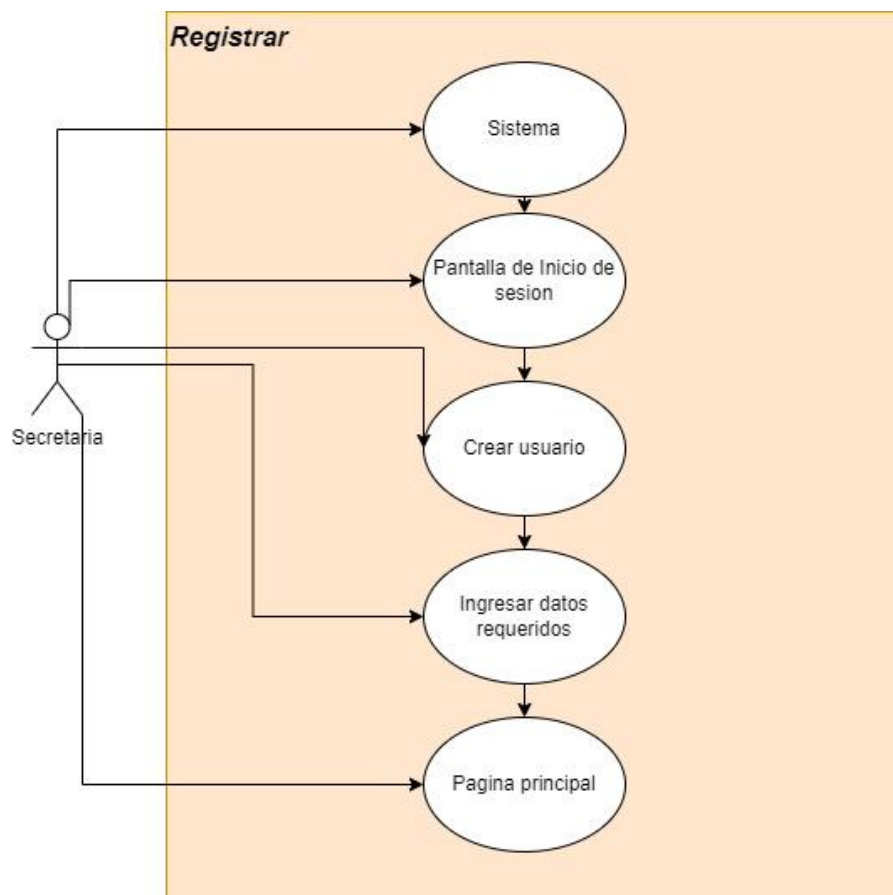 Registrar
Sistema
Pantalla de Inicio de
sesion
Crear usuario
Secretaria
Ingresar datos
requeridos
Pagina principal